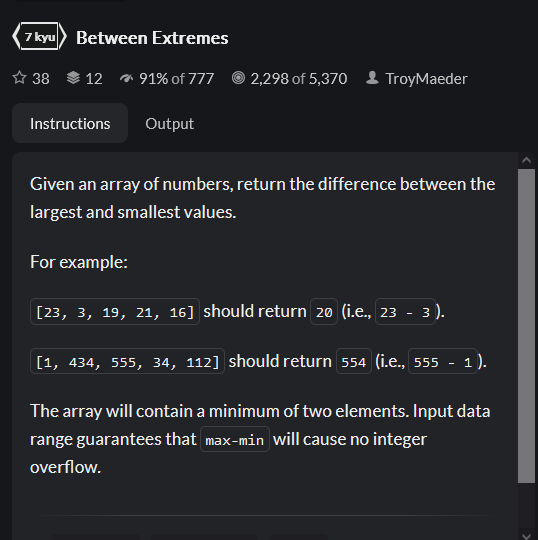 7 kyu Between Extremes
38 12 91% of 777 2,298 of 5,370 TroyMaeder
Instructions Output
Given an array of numbers, return the difference between the
largest and smallest values.
For example:
[23, 3, 19, 21, 16] should return 20 (i.e., 23 - 3).
[1, 434, 555, 34, 112] should return 554 (i.e., 555 - 1).
The array will contain a minimum of two elements. Input data
range guarantees that max-min will cause no integer
overflow.